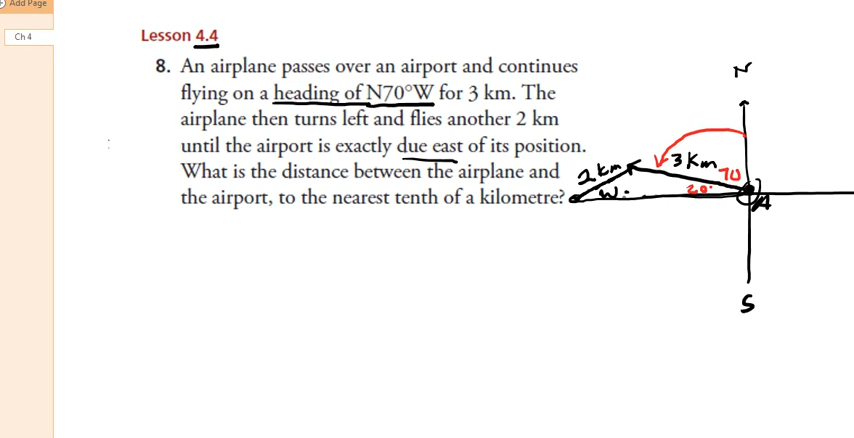 Add Page
Ch 4
Lesson 4.4
8. An airplane passes over an airport and continues
flying on a heading of N70°W for 3 km. The
airplane then turns left and flies another 2 km
until the airport is exactly due east of its position.
What is the distance between the airplane and
the airport, to the nearest tenth of a kilometre?
N
2 km
3 km
70
20°
W
A
S